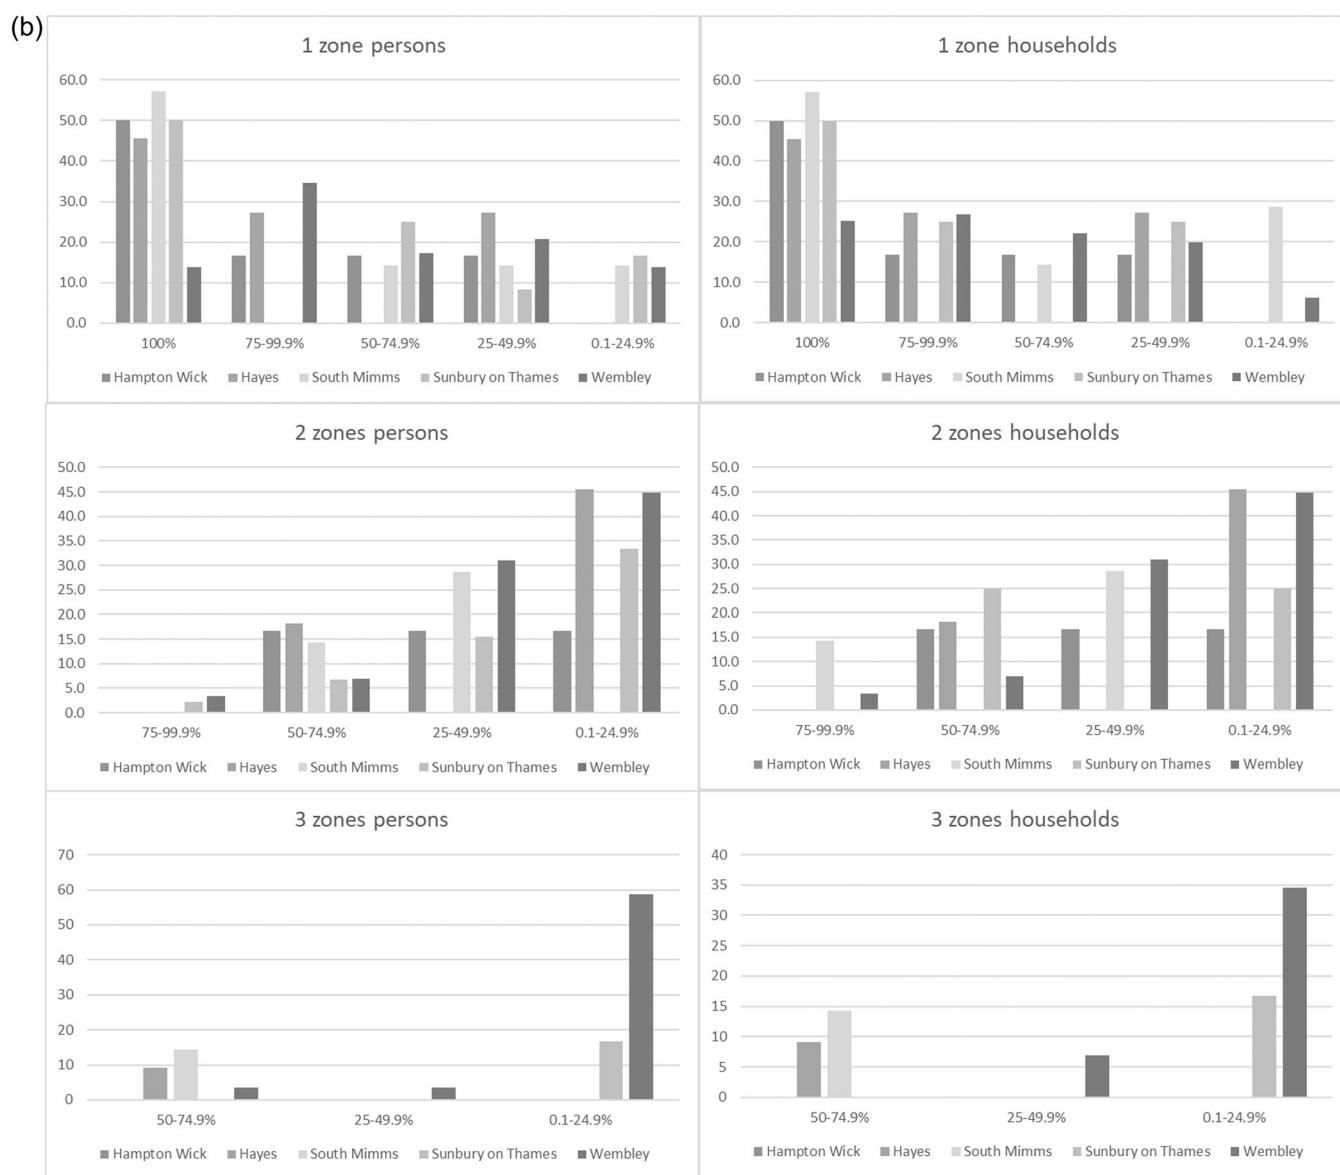 (b)
1 zone persons
60.0
50.0
40.0
30.0
20.0
10.0
0.0
100% 75-99.9% 50-74.9% 25-49.9% 0.1-24.9%
Hampton Wick Hayes South Mimms Sunbury on Thames Wembley
1 zone households
60.0
50.0
40.0
30.0
20.0
10.0
0.0
100% 75-99.9% 50-74.9% 25-49.9% 0.1-24.9%
Hampton Wick Hayes South Mimms Sunbury on Thames Wembley
2 zones persons
50.0
45.0
40.0
35.0
30.0
25.0
20.0
15.0
10.0
5.0
0.0
75-99.9% 50-74.9% 25-49.9% 0.1-24.9%
Hampton Wick Hayes South Mimms Sunbury on Thames Wembley
2 zones households
50.0
45.0
40.0
35.0
30.0
25.0
20.0
15.0
10.0
5.0
0.0
75-99.9% 50-74.9% 25-49.9% 0.1-24.9%
Hampton Wick Hayes South Mimms Sunbury on Thames Wembley
3 zones persons
70
60
50
40
30
20
10
0
50-74.9% 25-49.9% 0.1-24.9%
Hampton Wick Hayes South Mimms Sunbury on Thames Wembley
3 zones households
40
35
30
25
20
15
10
5
0
50-74.9% 25-49.9% 0.1-24.9%
Hampton Wick Hayes South Mimms Sunbury on Thames Wembley